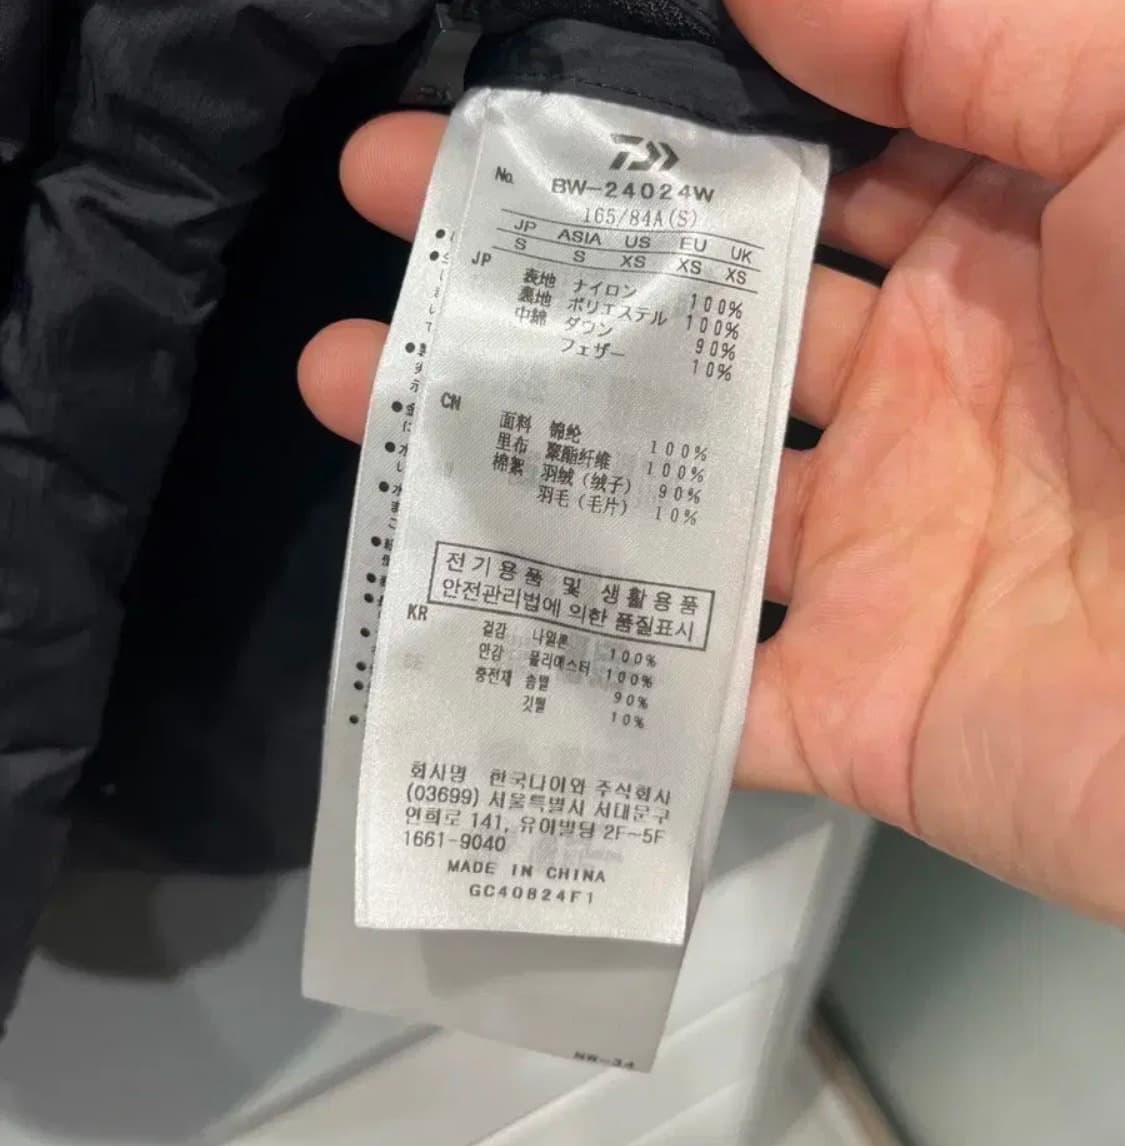 No. BW-24024W
165/84A(S)
JP ASIA US EU UK
S S XS XS XS
JP
表地 ナイロン 100%
裏地 ポリエステル 100%
中綿 ダウン 90%
フェザー 10%
CN
面料 锦纶 100%
里布 聚酯纤维 100%
棉絮 羽绒（绒子） 90%
羽毛（毛片） 10%
전기용품 및 생활용품
안전관리법에 의한 품질표시
KR
겉감 나일론 100%
안감 폴리에스터 100%
충전재 솜털 90%
깃털 10%
회사명 한국다이와 주식회사
(03699) 서울특별시 서대문구
연희로 141, 유어빌딩 2F~5F
1661-9040
MADE IN CHINA
GC40824F1